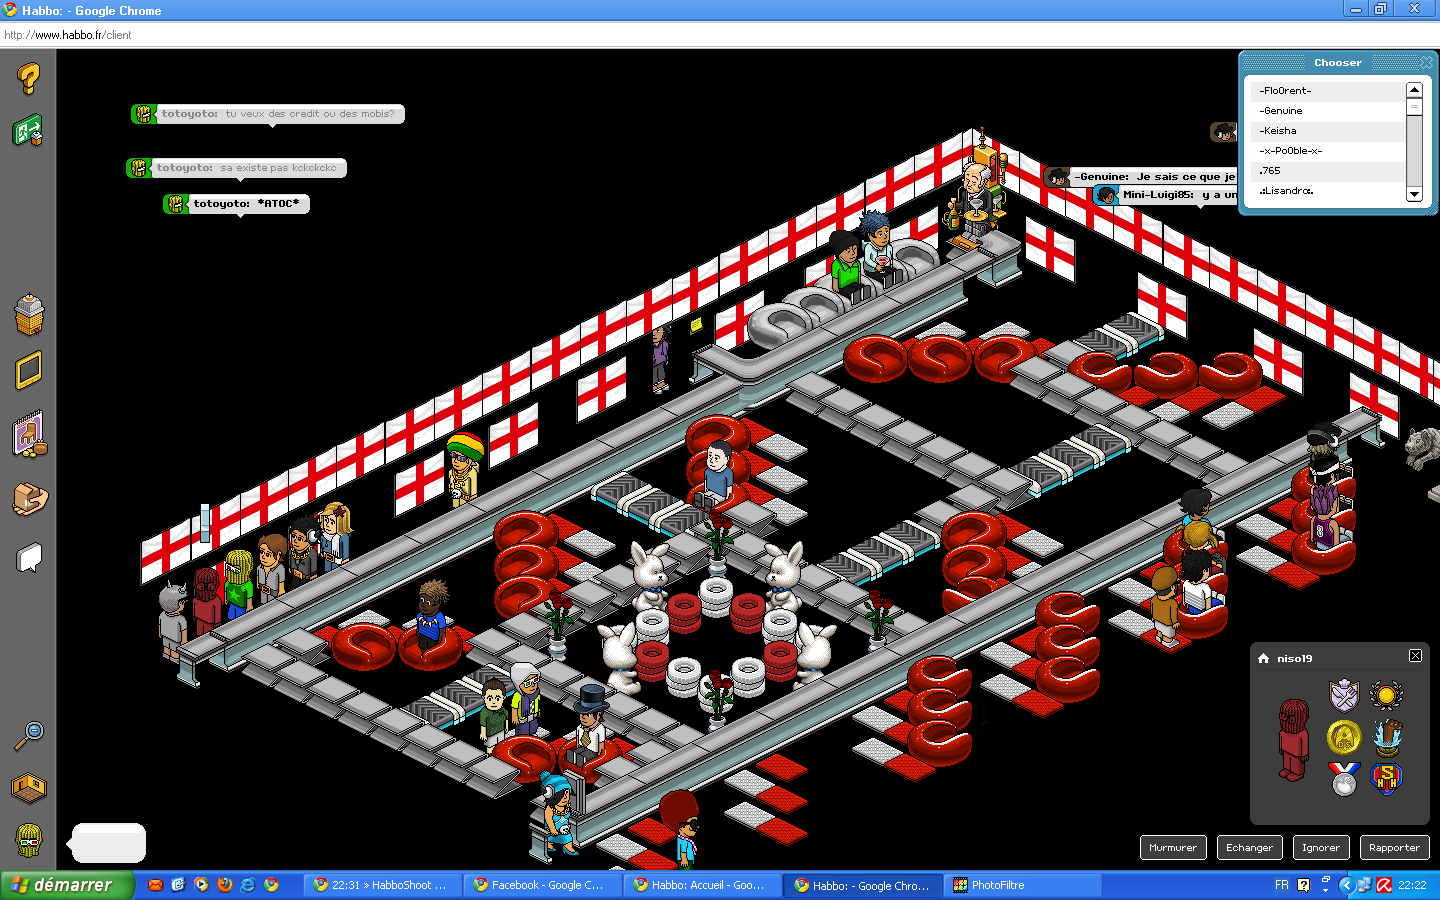 Habbo: - Google Chrome
http://www.habbo.fr/client
totoyoto: tu veux des credit ou des mobis?
totoyoto: sa existe pas kckckckc
totoyoto: *ATOC*
-Genuine: Je sais ce que je
Mini-Luigi85: y a un
Chooser
-Flo0rent-
-Genuine
-Keisha
-x-Po0ble-x-
.765
.:Lisandro.
niso19
Murmurer
Echanger
Ignorer
Rapporter
démarrer
22:31 » HabboShoot ...
Facebook - Google C...
Habbo: Accueil - Goo...
Habbo: - Google Chro...
PhotoFiltre
FR
22:22